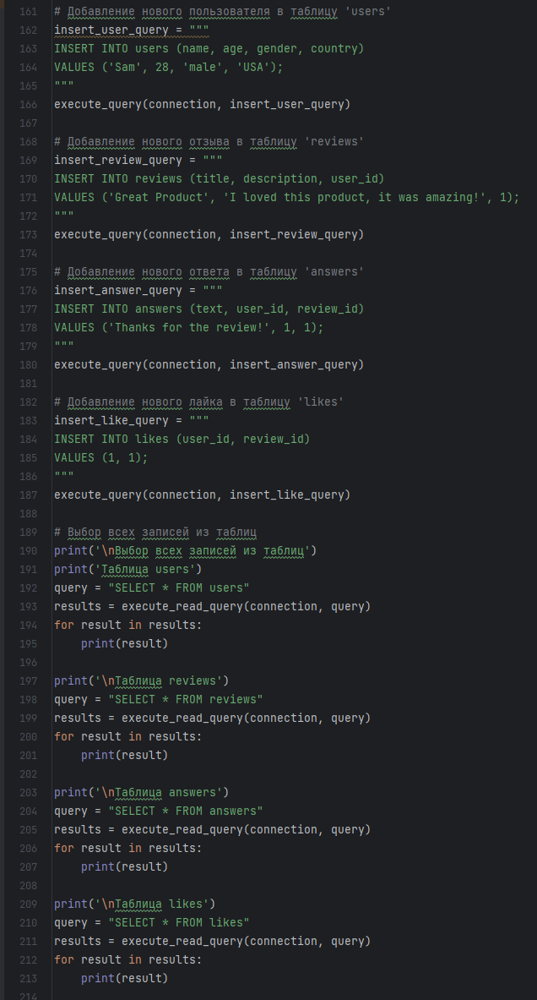 161 # Добавление нового пользователя в таблицу 'users'
162 insert_user_query = """
163 INSERT INTO users (name, age, gender, country)
164 VALUES ('Sam', 28, 'male', 'USA');
165 """
166 execute_query(connection, insert_user_query)
167
168 # Добавление нового отзыва в таблицу 'reviews'
169 insert_review_query = """
170 INSERT INTO reviews (title, description, user_id)
171 VALUES ('Great Product', 'I loved this product, it was amazing!', 1);
172 """
173 execute_query(connection, insert_review_query)
174
175 # Добавление нового ответа в таблицу 'answers'
176 insert_answer_query = """
177 INSERT INTO answers (text, user_id, review_id)
178 VALUES ('Thanks for the review!', 1, 1);
179 """
180 execute_query(connection, insert_answer_query)
181
182 # Добавление нового лайка в таблицу 'likes'
183 insert_like_query = """
184 INSERT INTO likes (user_id, review_id)
185 VALUES (1, 1);
186 """
187 execute_query(connection, insert_like_query)
188
189 # Выбор всех записей из таблиц
190 print('\nВыбор всех записей из таблиц')
191 print('Таблица users')
192 query = "SELECT * FROM users"
193 results = execute_read_query(connection, query)
194 for result in results:
195     print(result)
196
197 print('\nТаблица reviews')
198 query = "SELECT * FROM reviews"
199 results = execute_read_query(connection, query)
200 for result in results:
201     print(result)
202
203 print('\nТаблица answers')
204 query = "SELECT * FROM answers"
205 results = execute_read_query(connection, query)
206 for result in results:
207     print(result)
208
209 print('\nТаблица likes')
210 query = "SELECT * FROM likes"
211 results = execute_read_query(connection, query)
212 for result in results:
213     print(result)
214